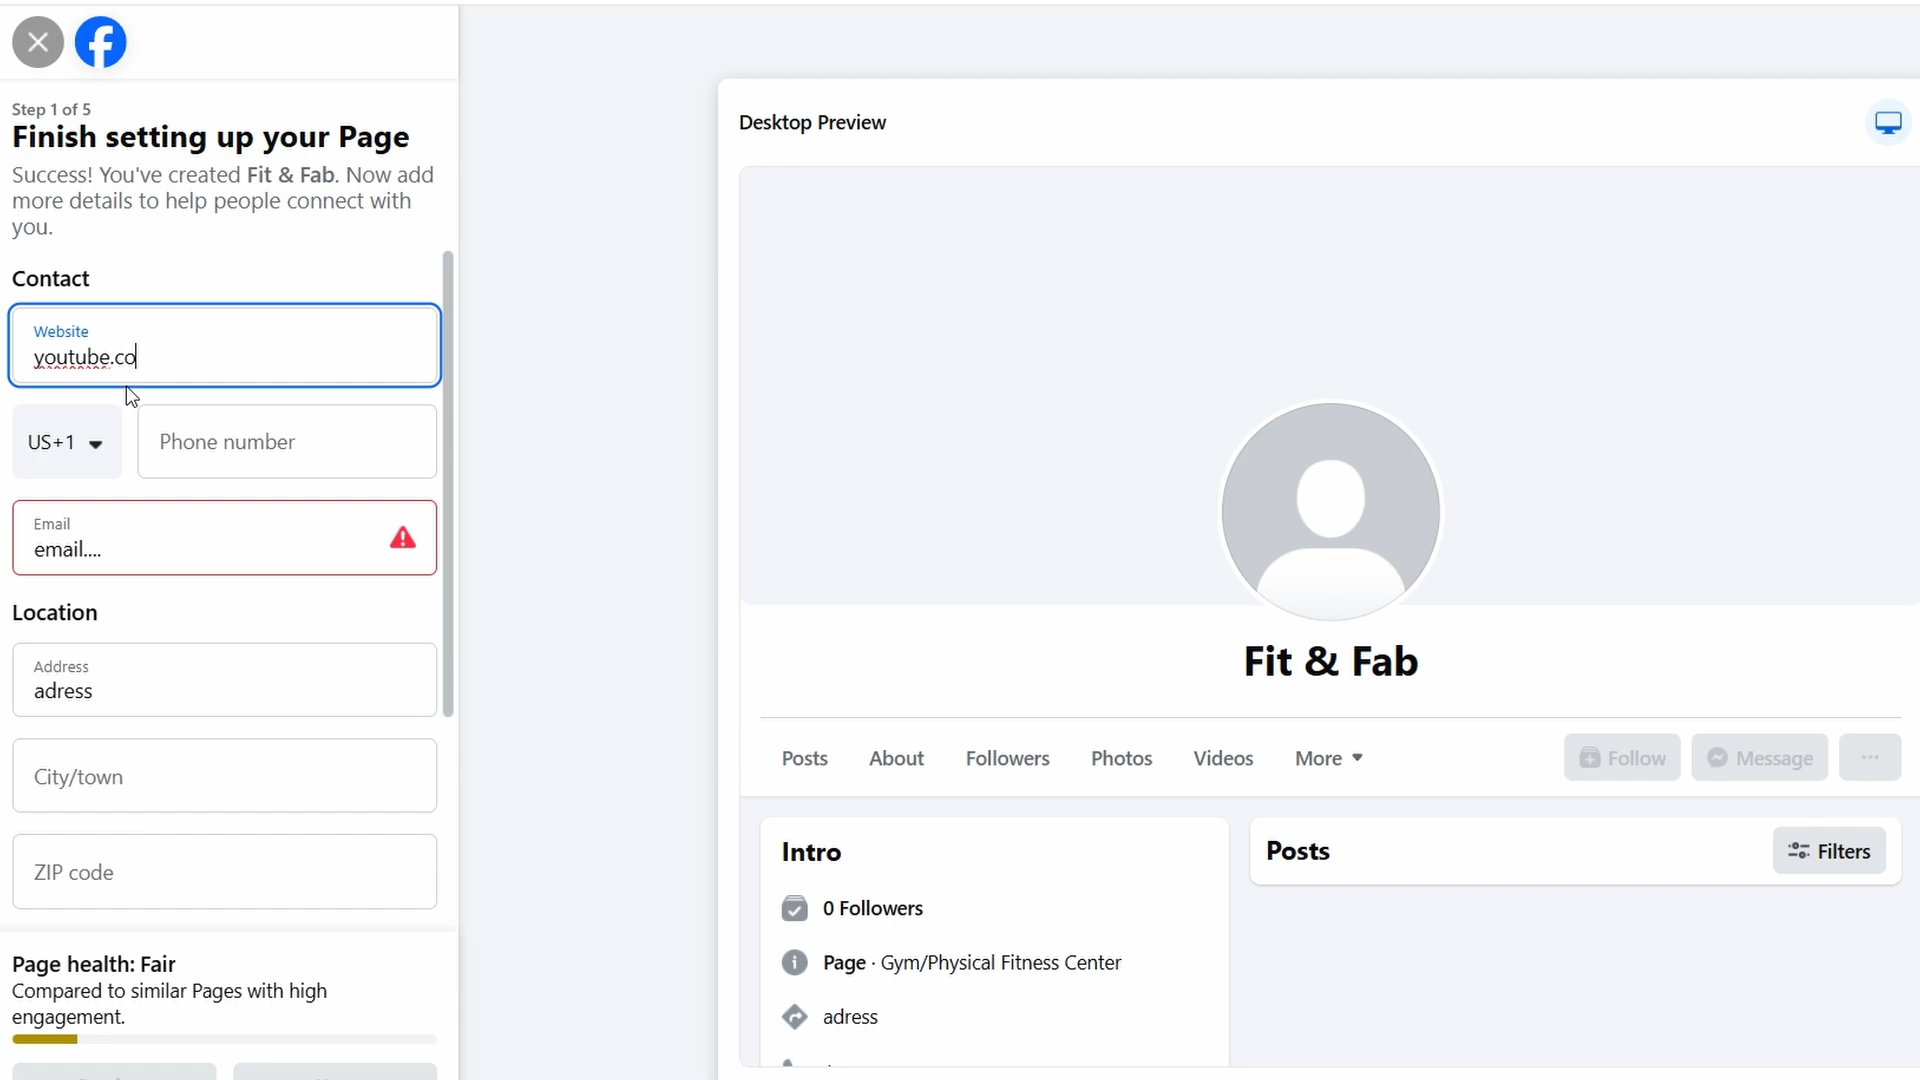 Step 1 of 5
Finish setting up your Page
Success! You've created Fit & Fab. Now add
more details to help people connect with
you.
Contact
Website
youtube.co
US+1
Phone number
Email
email....
Location
Address
adress
City/town
ZIP code
Page health: Fair
Compared to similar Pages with high
engagement.
Desktop Preview
Fit & Fab
Posts About Followers Photos Videos More
Follow Message
Intro
0 Followers
Page · Gym/Physical Fitness Center
adress
Posts
Filters